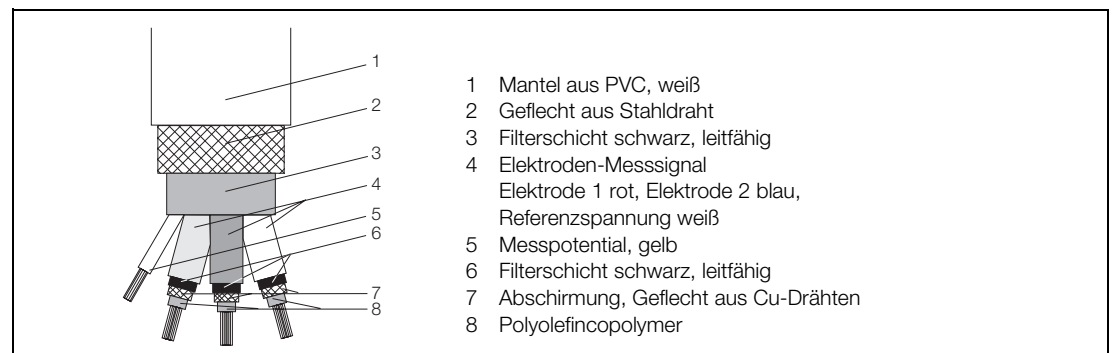 1
2
3
4
5
6
7
8
1 Mantel aus PVC, weiß
2 Geflecht aus Stahldraht
3 Filterschicht schwarz, leitfähig
4 Elektroden-Messsignal
Elektrode 1 rot, Elektrode 2 blau,
Referenzspannung weiß
5 Messpotential, gelb
6 Filterschicht schwarz, leitfähig
7 Abschirmung, Geflecht aus Cu-Drähten
8 Polyolefincopolymer